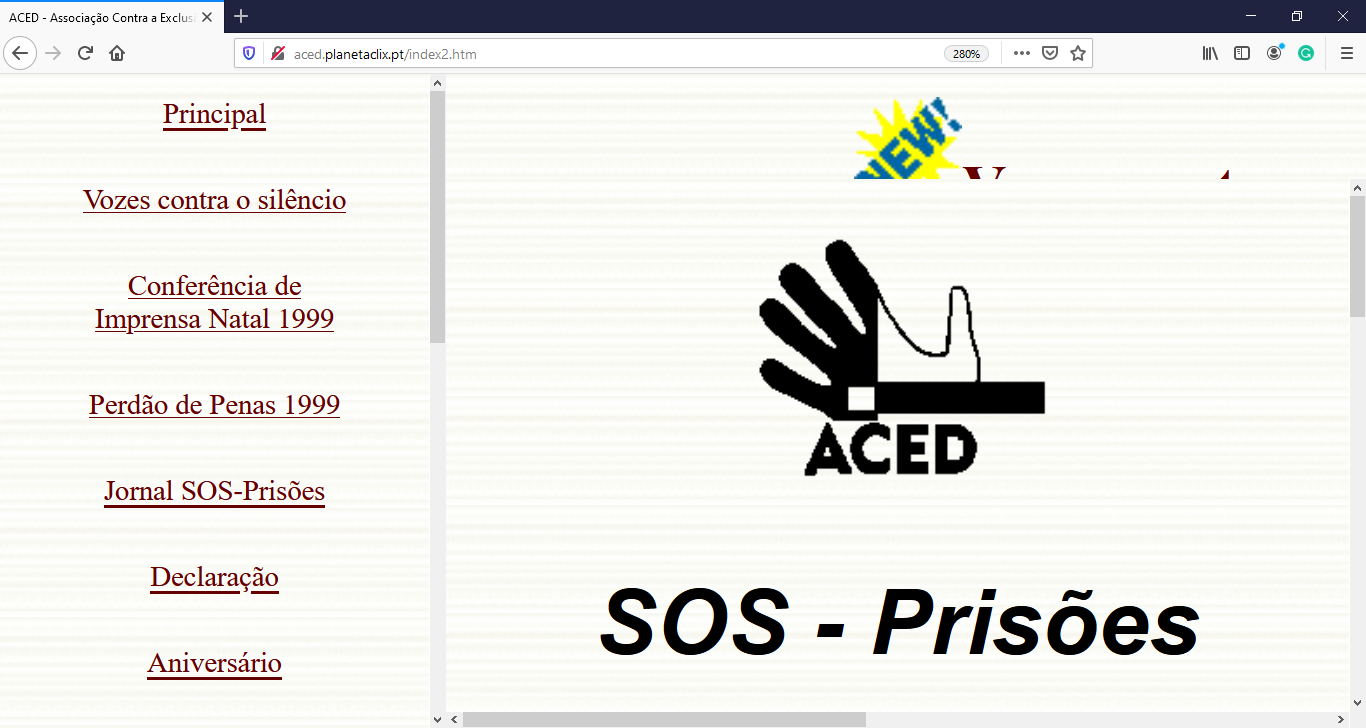 ACED - Associação Contra a Exclus
aced.planetaclix.pt/index2.htm
280%
Principal
Vozes contra o silêncio
Conferência de
Imprensa Natal 1999
Perdão de Penas 1999
Jornal SOS-Prisões
Declaração
Aniversário
NEW!
ACED
SOS - Prisões